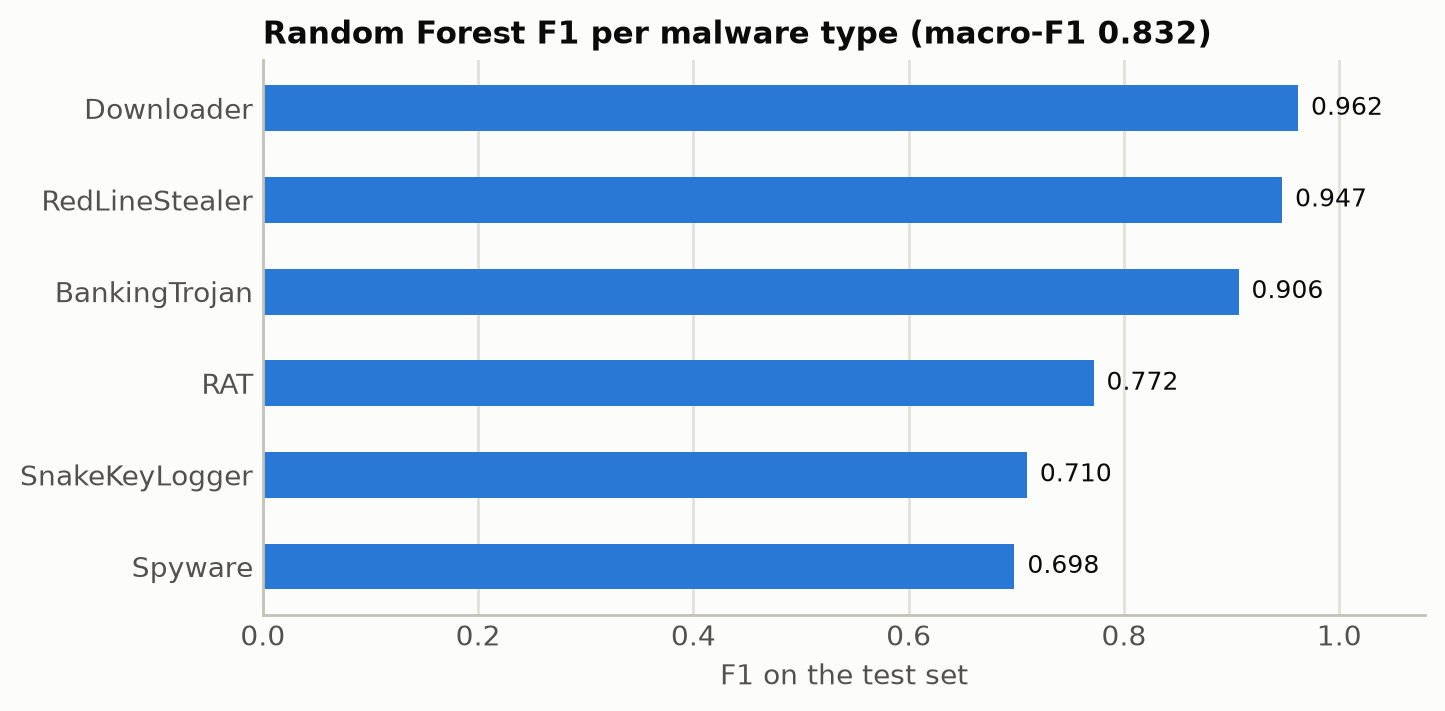 Random Forest F1 per malware type (macro-F1 0.832)
Downloader 0.962
RedLineStealer 0.947
BankingTrojan 0.906
RAT 0.772
SnakeKeyLogger 0.710
Spyware 0.698
0.0 0.2 0.4 0.6 0.8 1.0
F1 on the test set